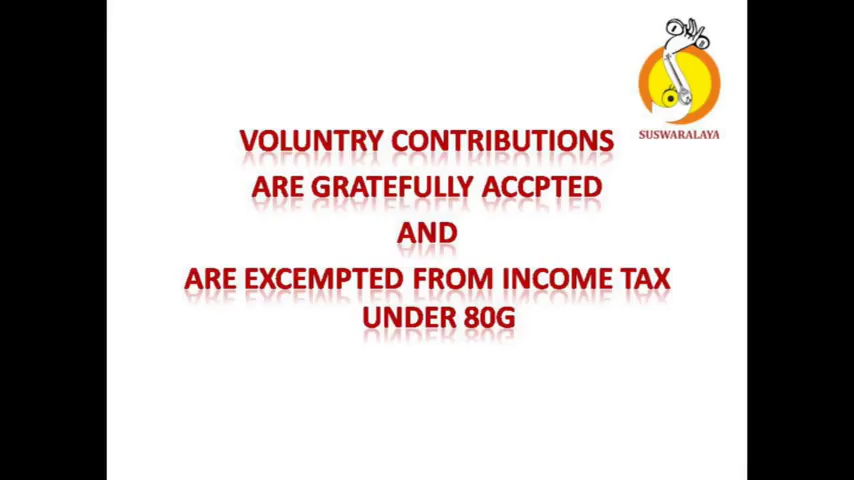 SUSWARALAYA
VOLUNTRY CONTRIBUTIONS
ARE GRATEFULLY ACCPTED
AND
ARE EXCEMPTED FROM INCOME TAX
UNDER 80G